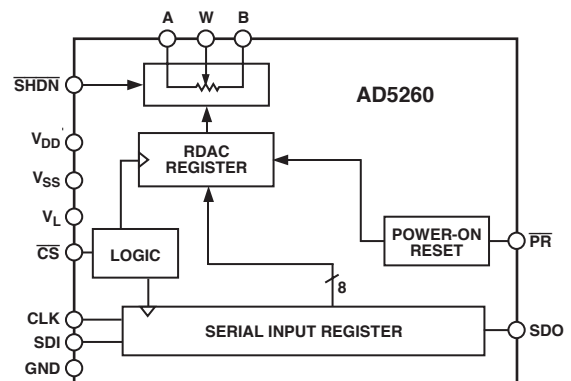 A W B
SHDN
AD5260
VDD
RDAC
REGISTER
VSS
VL
CS
LOGIC
POWER-ON
RESET
PR
8
CLK
SERIAL INPUT REGISTER
SDO
SDI
GND